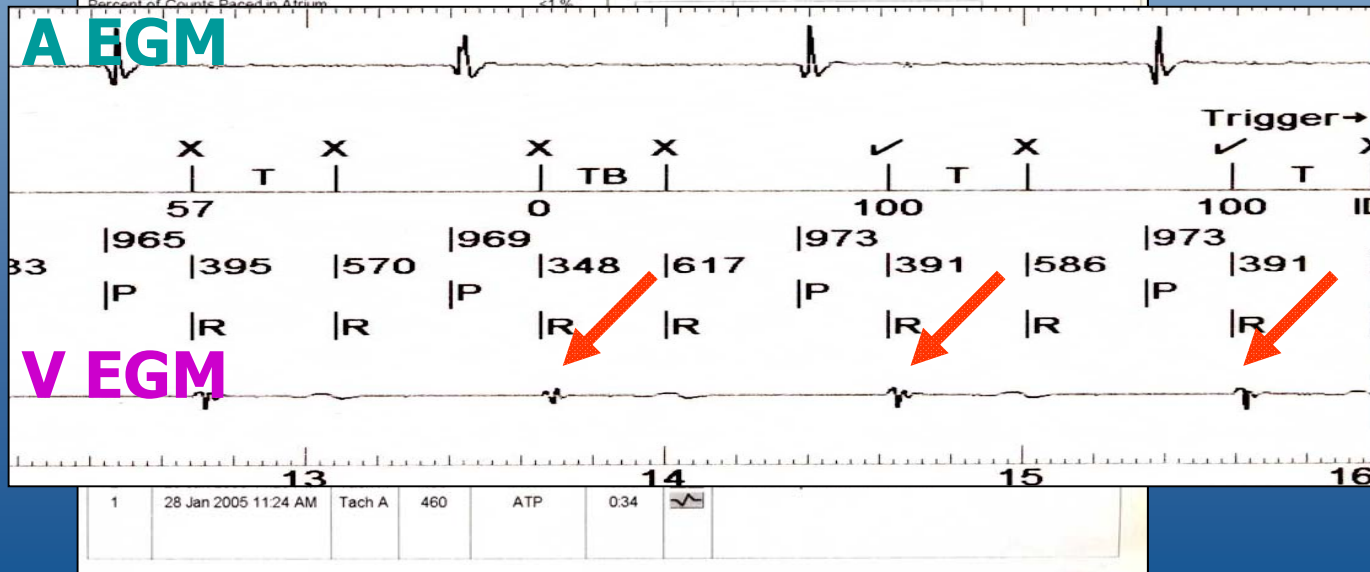 Percent of Counts Paced in Atrium <1 %
A EGM
Trigger→
X X X X ✓ X ✓
T TB T T
57 0 100 100
|965 |969 |973 |973
33 |395 |570 |348 |617 |391 |586 |391
|P |P |P |P
|R |R |R |R |R |R |R
V EGM
13 14 15 16
1 28 Jan 2005 11:24 AM Tach A 460 ATP 0:34